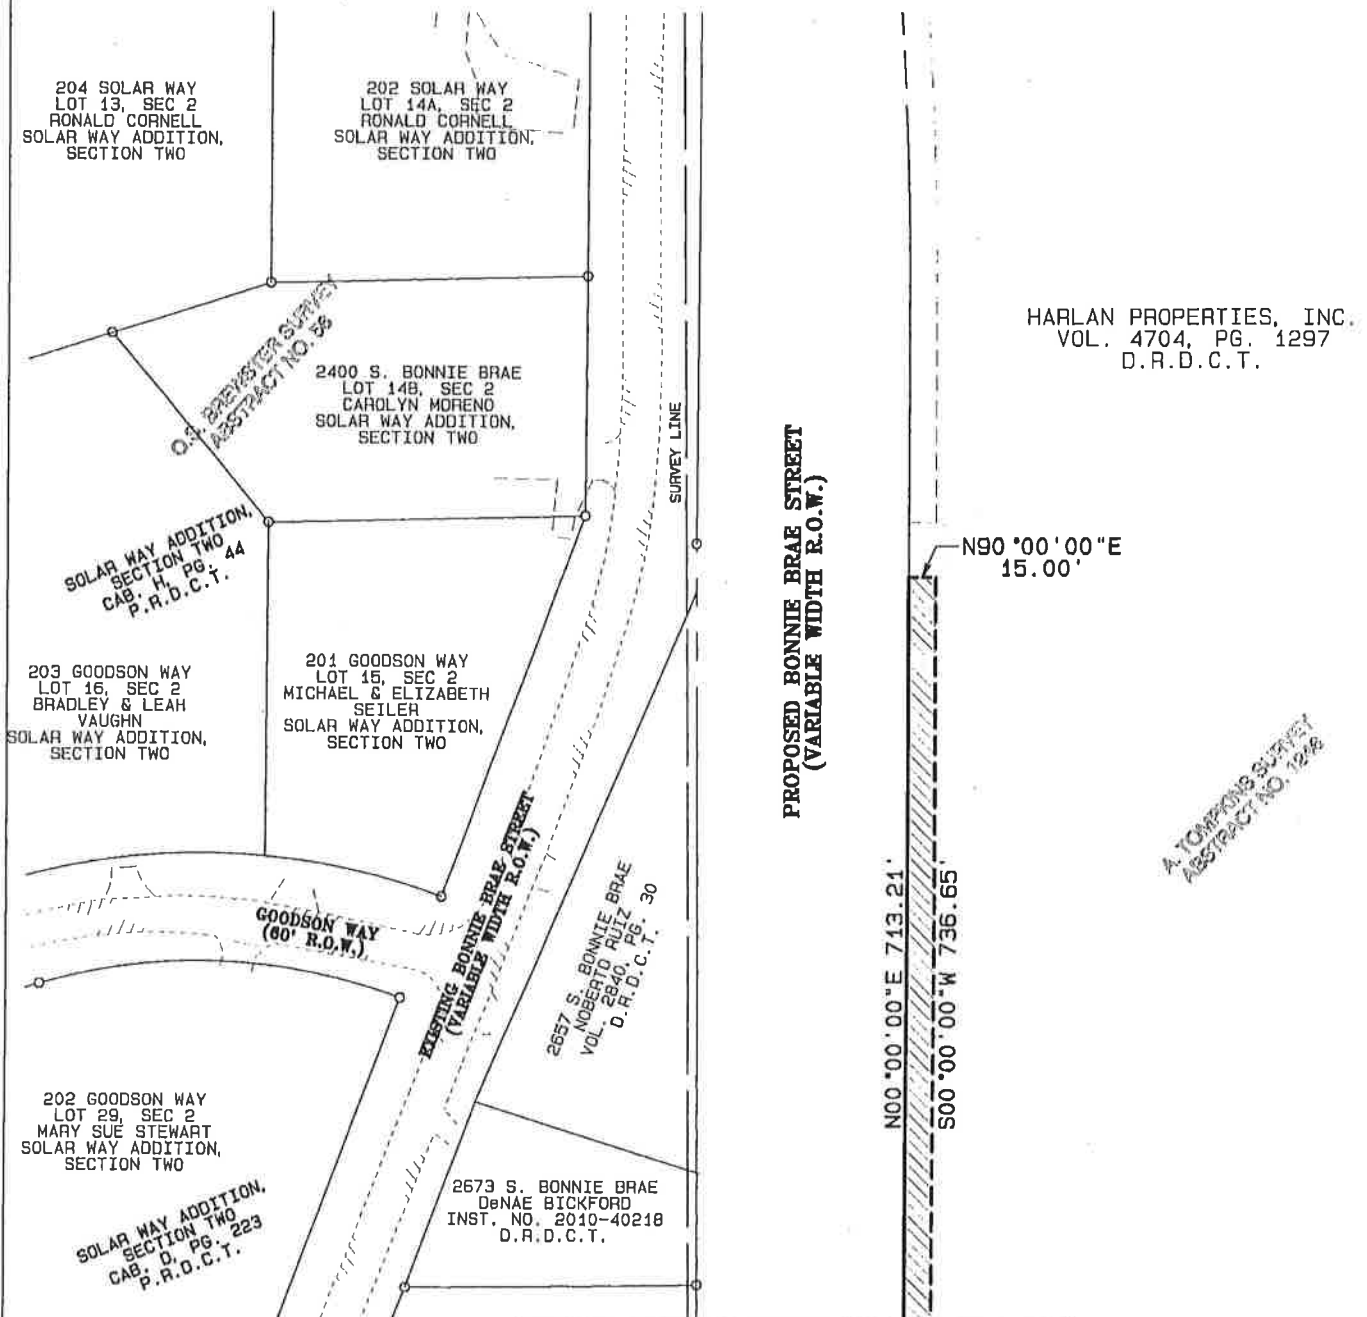 204 SOLAR WAY
LOT 13, SEC 2
RONALD CORNELL
SOLAR WAY ADDITION,
SECTION TWO
202 SOLAR WAY
LOT 14A, SEC 2
RONALD CORNELL
SOLAR WAY ADDITION,
SECTION TWO
O.S. BREWSTER SURVEY
ABSTRACT NO. 56
2400 S. BONNIE BRAE
LOT 14B, SEC 2
CAROLYN MORENO
SOLAR WAY ADDITION,
SECTION TWO
SURVEY LINE
HARLAN PROPERTIES, INC.
VOL. 4704, PG. 1297
D.R.D.C.T.
SOLAR WAY ADDITION,
SECTION TWO
CAB. H, PG. 44
P.R.D.C.T.
PROPOSED BONNIE BRAE STREET
(VARIABLE WIDTH R.O.W.)
N90°00'00"E
15.00'
203 GOODSON WAY
LOT 16, SEC 2
BRADLEY & LEAH
VAUGHN
SOLAR WAY ADDITION,
SECTION TWO
201 GOODSON WAY
LOT 15, SEC 2
MICHAEL & ELIZABETH
SEILER
SOLAR WAY ADDITION,
SECTION TWO
A. TOMPKINS SURVEY
ABSTRACT NO. 1246
GOODSON WAY
(60' R.O.W.)
EXISTING BONNIE BRAE STREET
(VARIABLE WIDTH R.O.W.)
2657 S. BONNIE BRAE
NOBERTO RUIZ
VOL. 2840, PG. 30
D.R.D.C.T.
N00°00'00"E 713.21'
S00°00'00"W 736.65'
202 GOODSON WAY
LOT 29, SEC 2
MARY SUE STEWART
SOLAR WAY ADDITION,
SECTION TWO
SOLAR WAY ADDITION,
SECTION TWO
CAB. D, PG. 223
P.R.D.C.T.
2673 S. BONNIE BRAE
DeNAE BICKFORD
INST. NO. 2010-40218
D.R.D.C.T.